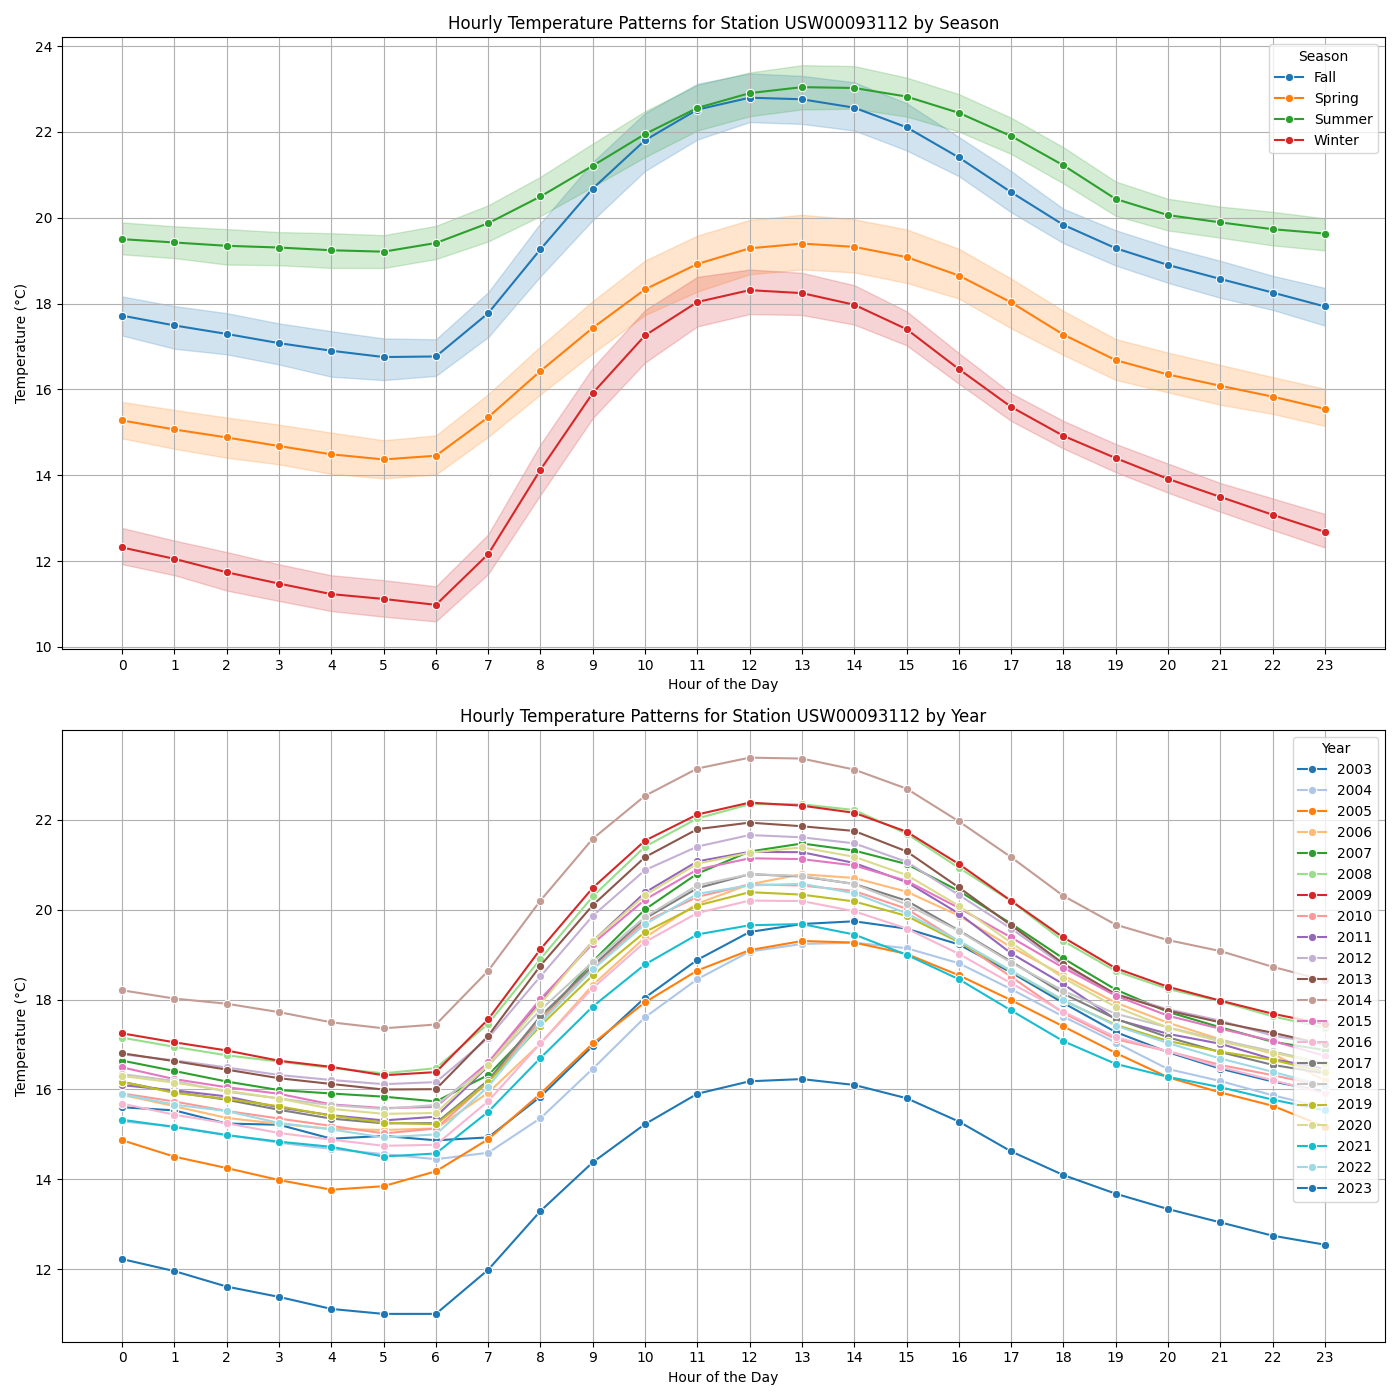 Hourly Temperature Patterns for Station USW00093112 by Season
Temperature (°C)
24
22
20
18
16
14
12
10
Season
Fall
Spring
Summer
Winter
0 1 2 3 4 5 6 7 8 9 10 11 12 13 14 15 16 17 18 19 20 21 22 23
Hour of the Day
Hourly Temperature Patterns for Station USW00093112 by Year
Temperature (°C)
22
20
18
16
14
12
Year
2003
2004
2005
2006
2007
2008
2009
2010
2011
2012
2013
2014
2015
2016
2017
2018
2019
2020
2021
2022
2023
0 1 2 3 4 5 6 7 8 9 10 11 12 13 14 15 16 17 18 19 20 21 22 23
Hour of the Day